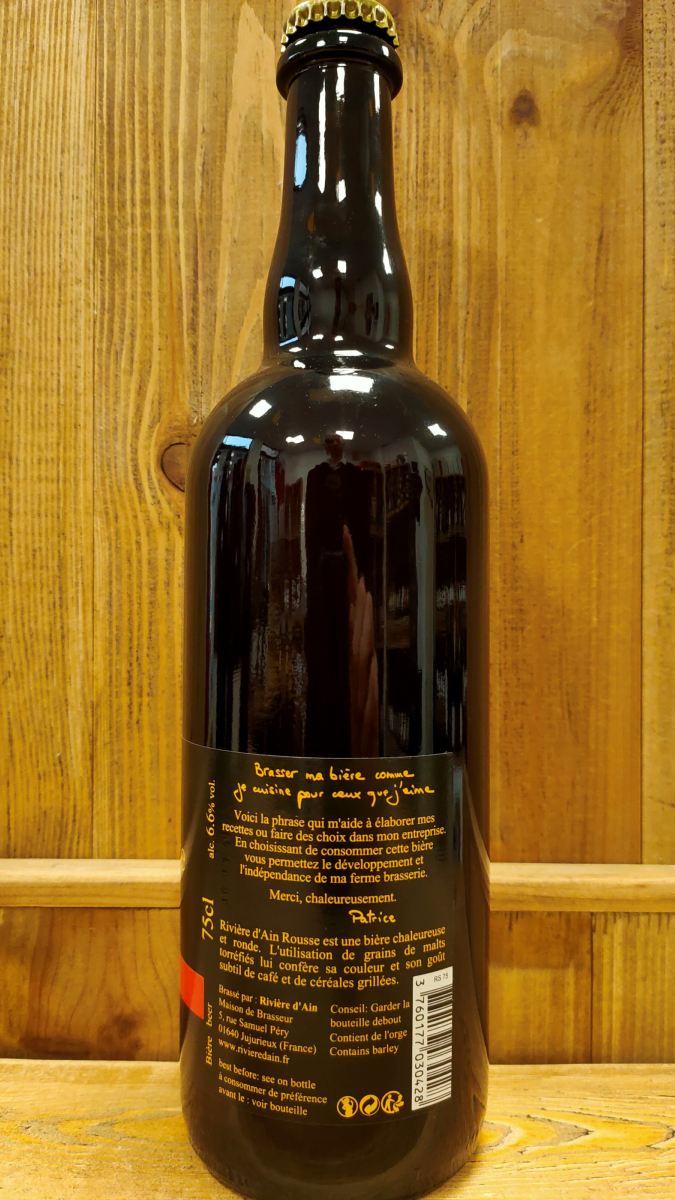 Brasser ma bière comme
je cuisine pour ceux que j'aime
Voici la phrase qui m'aide à élaborer mes
recettes ou faire des choix dans mon entreprise.
En choisissant de consommer cette bière
vous permettez le développement et
l'indépendance de ma ferme brasserie.
Merci, chaleureusement.
Patrice
Rivière d'Ain Rousse est une bière chaleureuse
et ronde. L'utilisation de grains de malts
torréfiés lui confère sa couleur et son goût
subtil de café et de céréales grillées.
Brassé par : Rivière d'Ain
Maison de Brasseur
5, rue Samuel Péry
01640 Jujurieux (France)
www.rivieredain.fr
best before: see on bottle
à consommer de préférence
avant le : voir bouteille
Conseil: Garder la
bouteille debout
Contient de l'orge
Contains barley
RS 75
3 760177 030428
Bière beer 75cl alc. 6.6% vol.